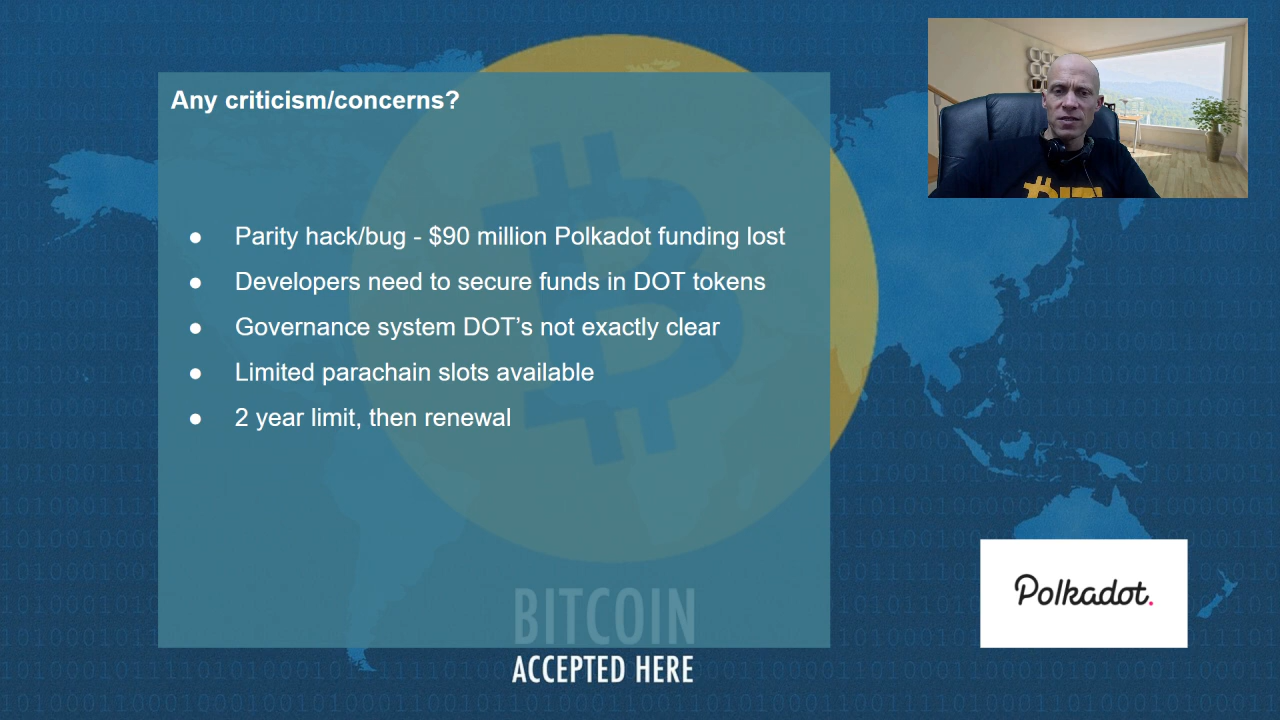 Any criticism/concerns?
● Parity hack/bug - $90 million Polkadot funding lost
● Developers need to secure funds in DOT tokens
● Governance system DOT’s not exactly clear
● Limited parachain slots available
● 2 year limit, then renewal
Polkadot.
BITCOIN
ACCEPTED HERE